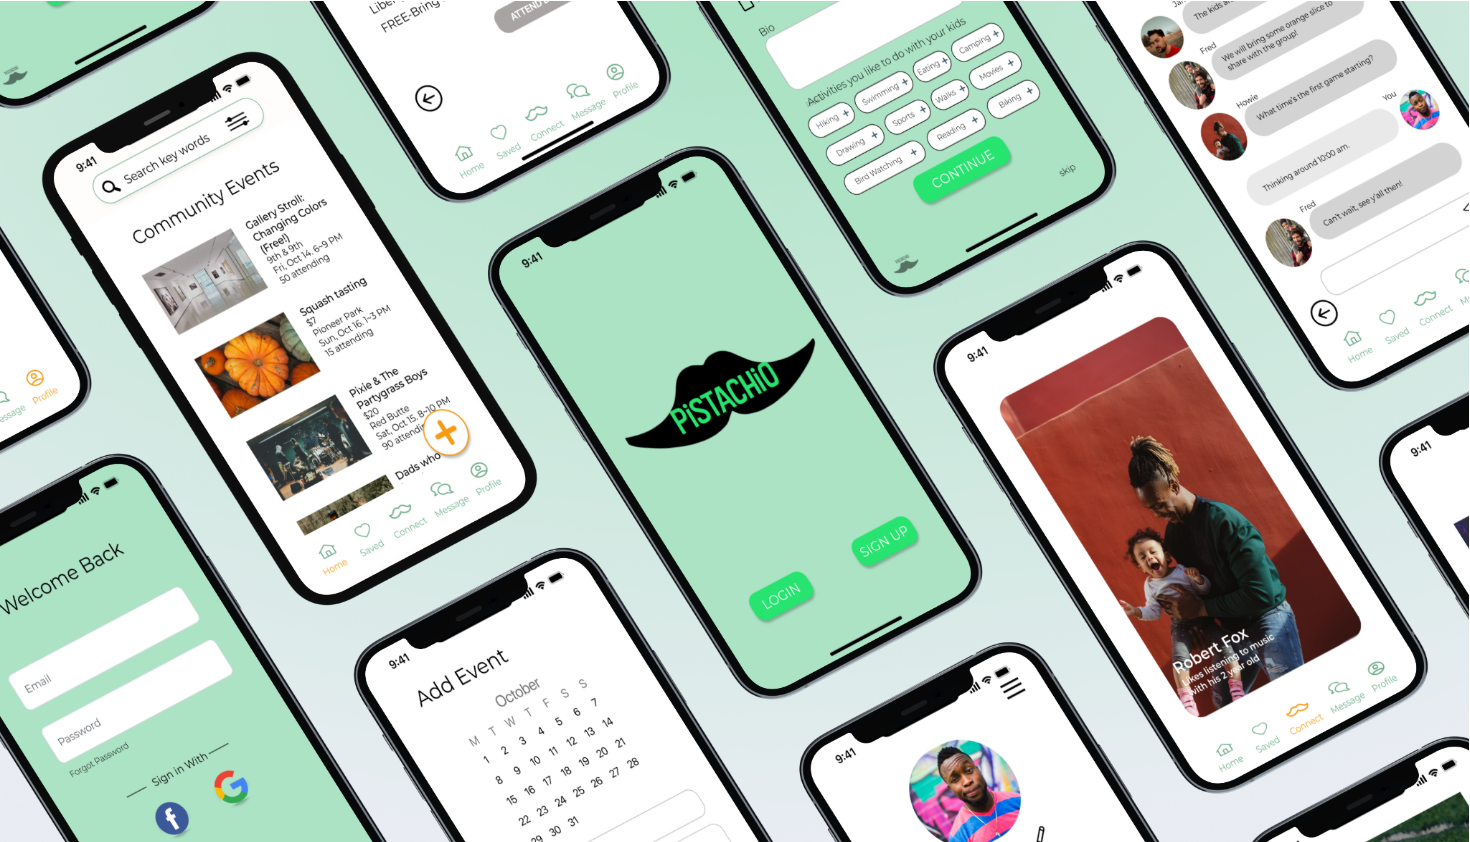 9:41
Search key words
Community Events
Gallery Stroll:
Changing Colors
(Free!)
9th & 9th
Fri, Oct 14, 6-9 PM
50 attending
Squash tasting
$7
Pioneer Park
Sun, Oct 16, 1-3 PM
15 attending
Pixie & The
Partygrass Boys
$20
Red Butte
Sat, Oct 15, 8-10 PM
90
Dads who
Home
Saved
Connect
Message
Profile
Profile
FREE-Bring
ATTEND
Home
Saved
Connect
Message
Profile
Bio
Activities you like to do with your kids
Hiking +
Swimming +
Eating +
Camping +
Drawing +
Sports +
Walks +
Movies +
Bird Watching +
Reading +
Biking +
CONTINUE
skip
The kids
Fred
We will bring some orange slice to
share with the group!
Howie
What time's the first game starting?
You
Thinking around 10:00 am.
Fred
Can't wait, see y'all then!
Home
Saved
Connect
9:41
PiSTACHiO
LOGIN
SIGN UP
9:41
Robert Fox
Likes listening to music
with his 2 year old
Home
Saved
Connect
Message
Profile
9:41
Welcome Back
Email
Password
Forgot Password
Sign in With
9:41
Add Event
October
M T W T F S S
1 2 3 4 5 6 7
8 9 10 11 12 13 14
15 16 17 18 19 20 21
22 23 24 25 26 27 28
29 30 31
9:41